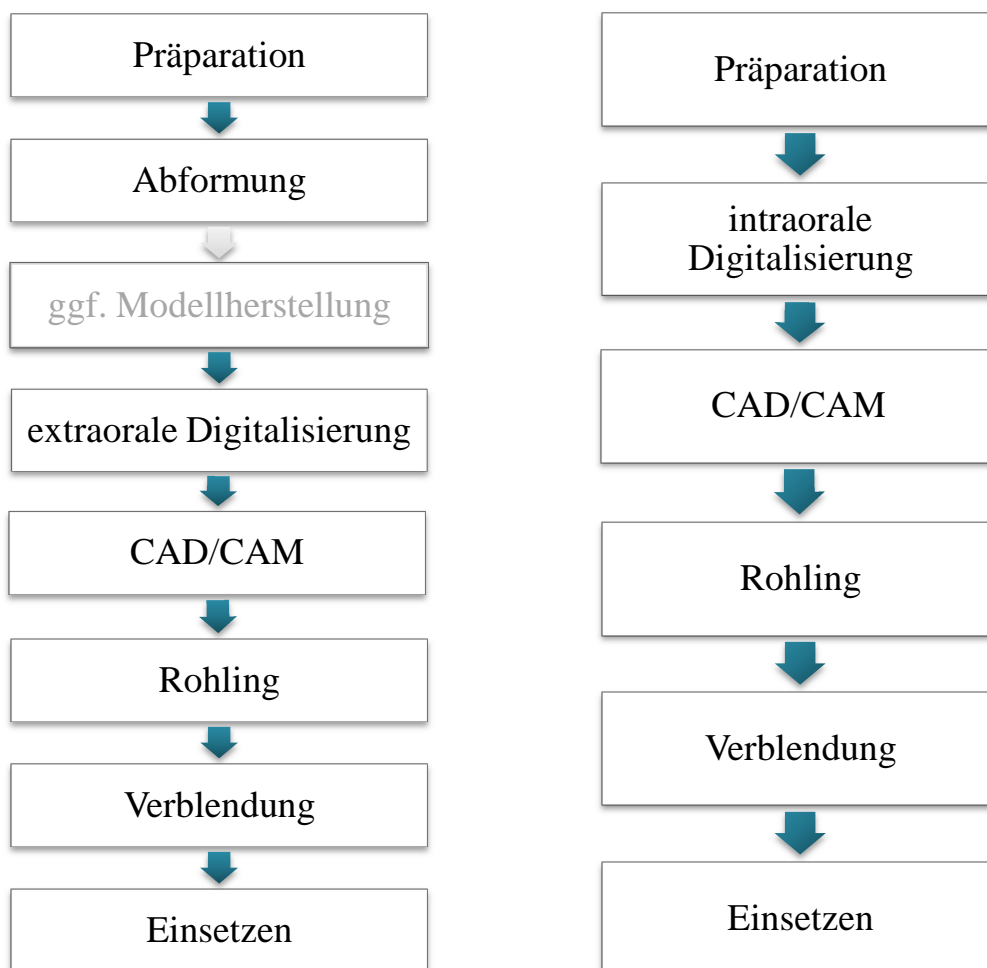 Präparation
Abformung
ggf. Modellherstellung
extraorale Digitalisierung
CAD/CAM
Rohling
Verblendung
Einsetzen
Präparation
intraorale
Digitalisierung
CAD/CAM
Rohling
Verblendung
Einsetzen